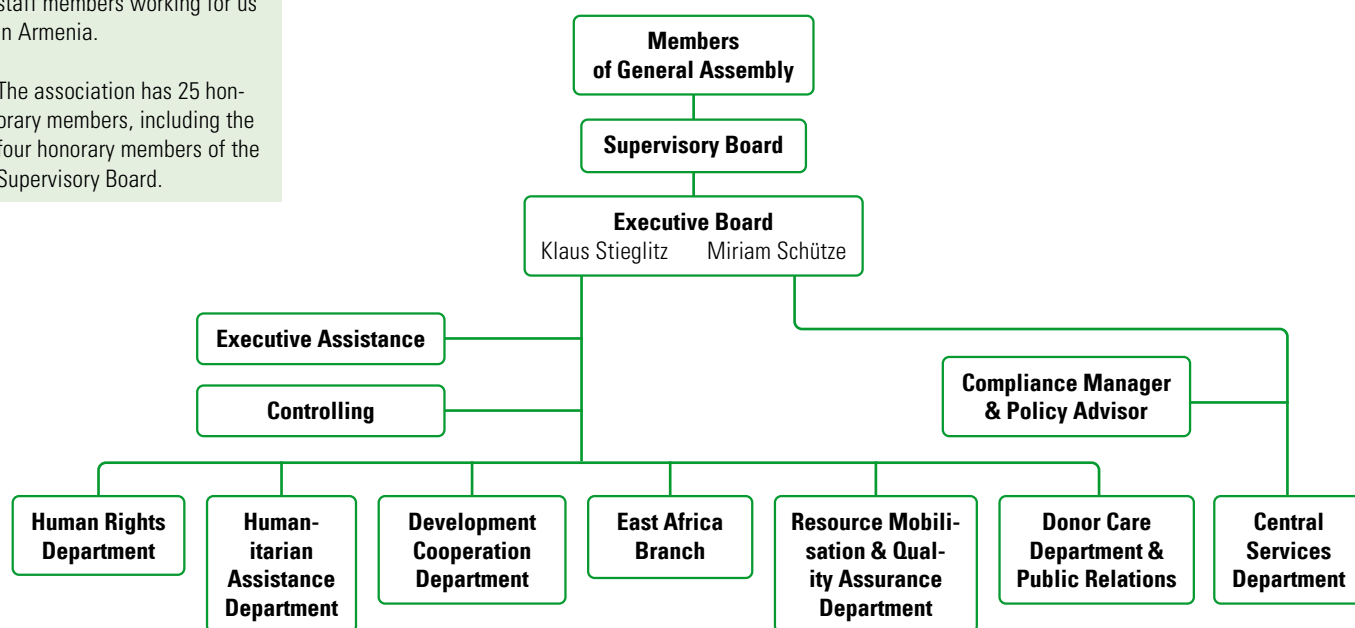 staff members working for us
in Armenia.
The association has 25 hon-
orary members, including the
four honorary members of the
Supervisory Board.
Members
of General Assembly
Supervisory Board
Executive Board
Klaus Stieglitz Miriam Schütze
Executive Assistance
Controlling
Compliance Manager
& Policy Advisor
Human Rights
Department
Human-
itarian
Assistance
Department
Development
Cooperation
Department
East Africa
Branch
Resource Mobili-
sation & Qual-
ity Assurance
Department
Donor Care
Department &
Public Relations
Central
Services
Department